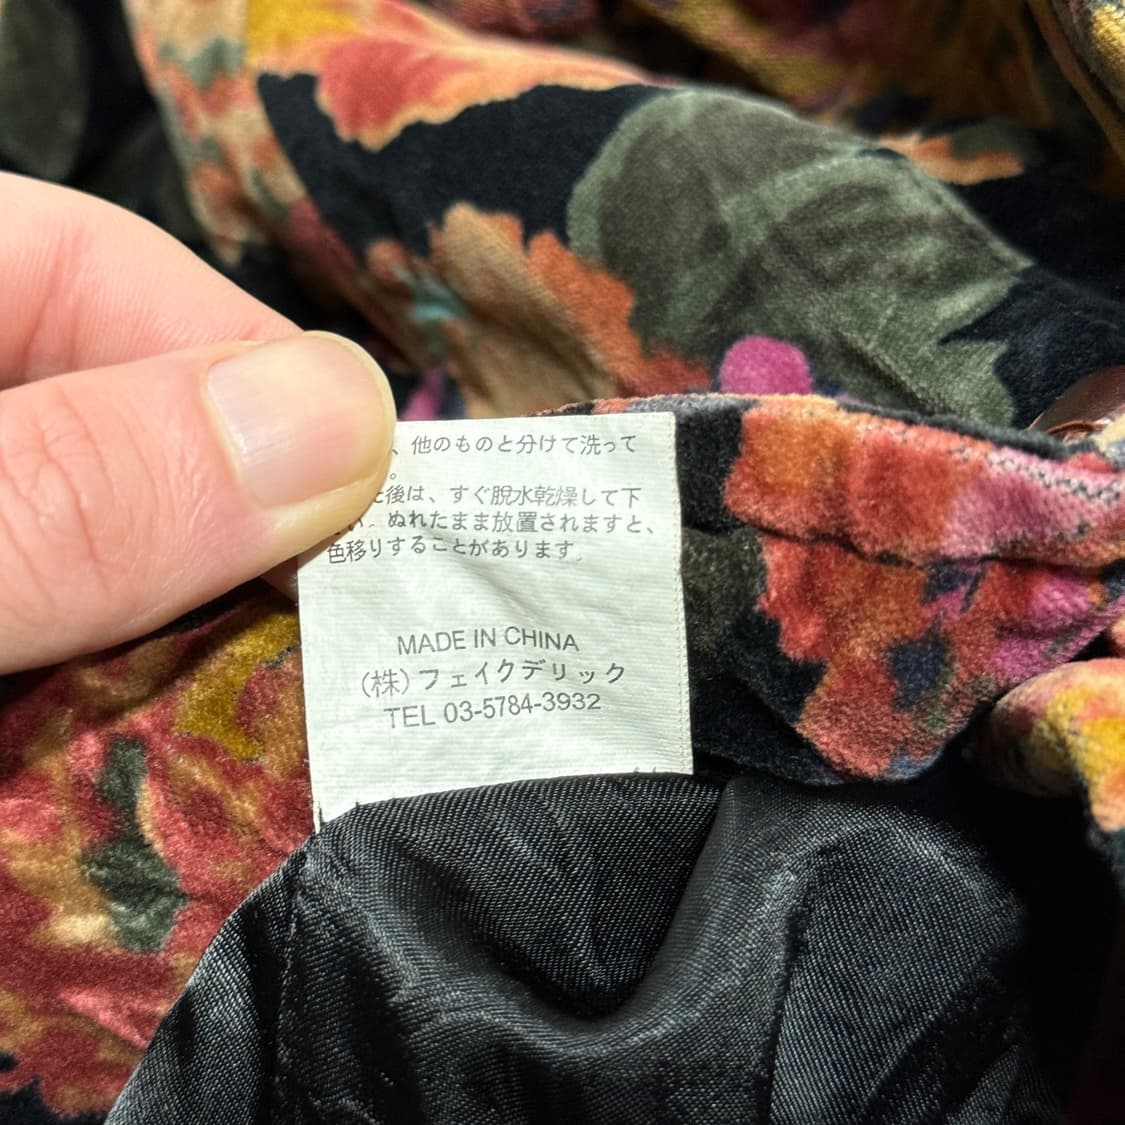 、他のものと分けて洗って
。
た後は、すぐ脱水乾燥して下
い。ぬれたまま放置されますと、
色移りすることがあります。
MADE IN CHINA
(株)フェイクデリック
TEL 03-5784-3932